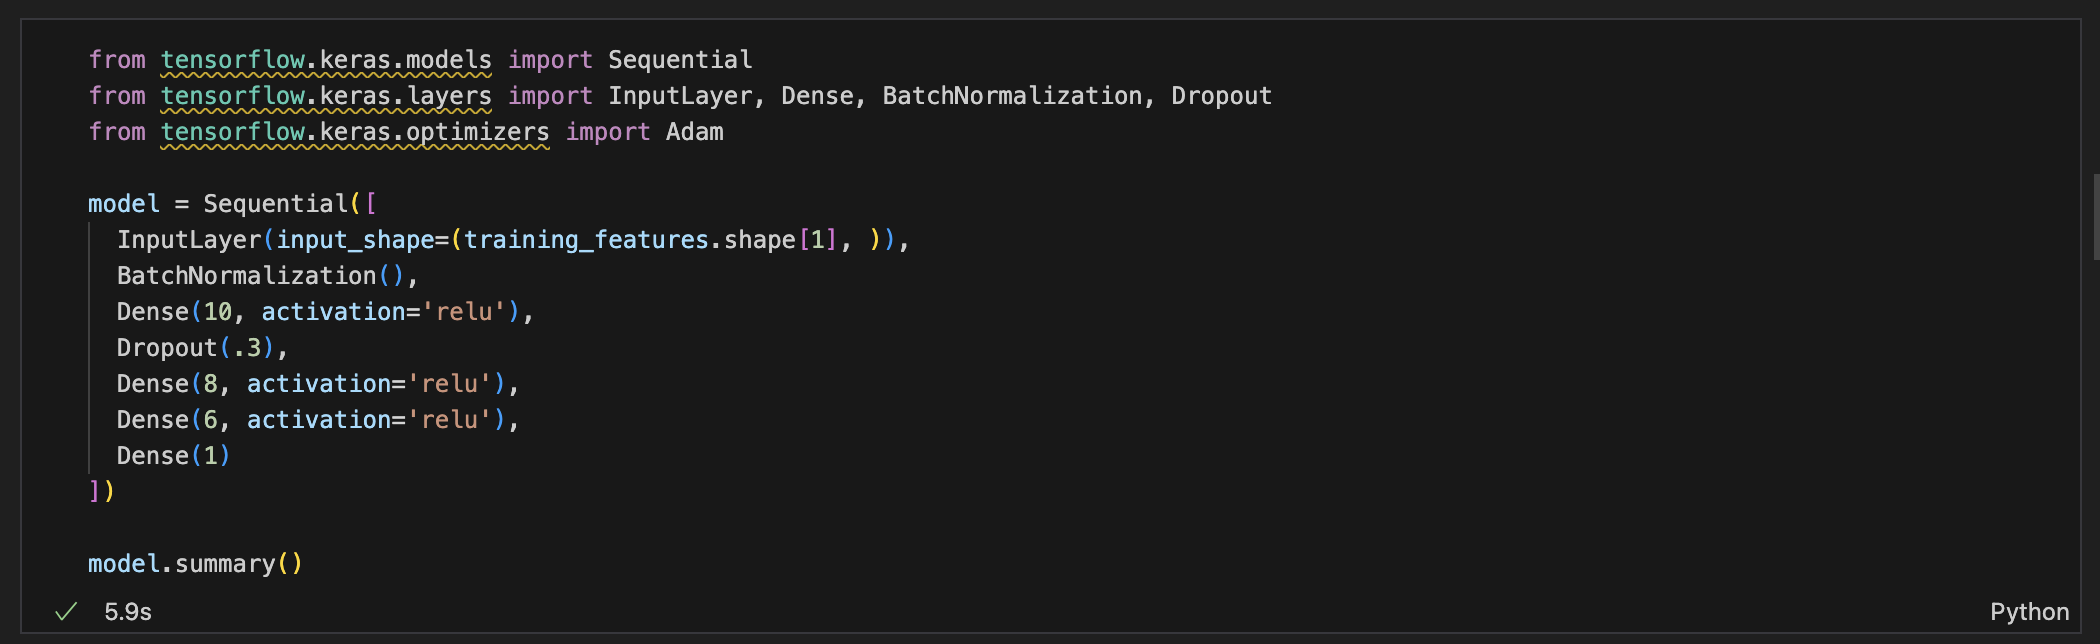 from tensorflow.keras.models import Sequential
from tensorflow.keras.layers import InputLayer, Dense, BatchNormalization, Dropout
from tensorflow.keras.optimizers import Adam

model = Sequential([
  InputLayer(input_shape=(training_features.shape[1], )),
  BatchNormalization(),
  Dense(10, activation='relu'),
  Dropout(.3),
  Dense(8, activation='relu'),
  Dense(6, activation='relu'),
  Dense(1)
])

model.summary()
5.9s
Python